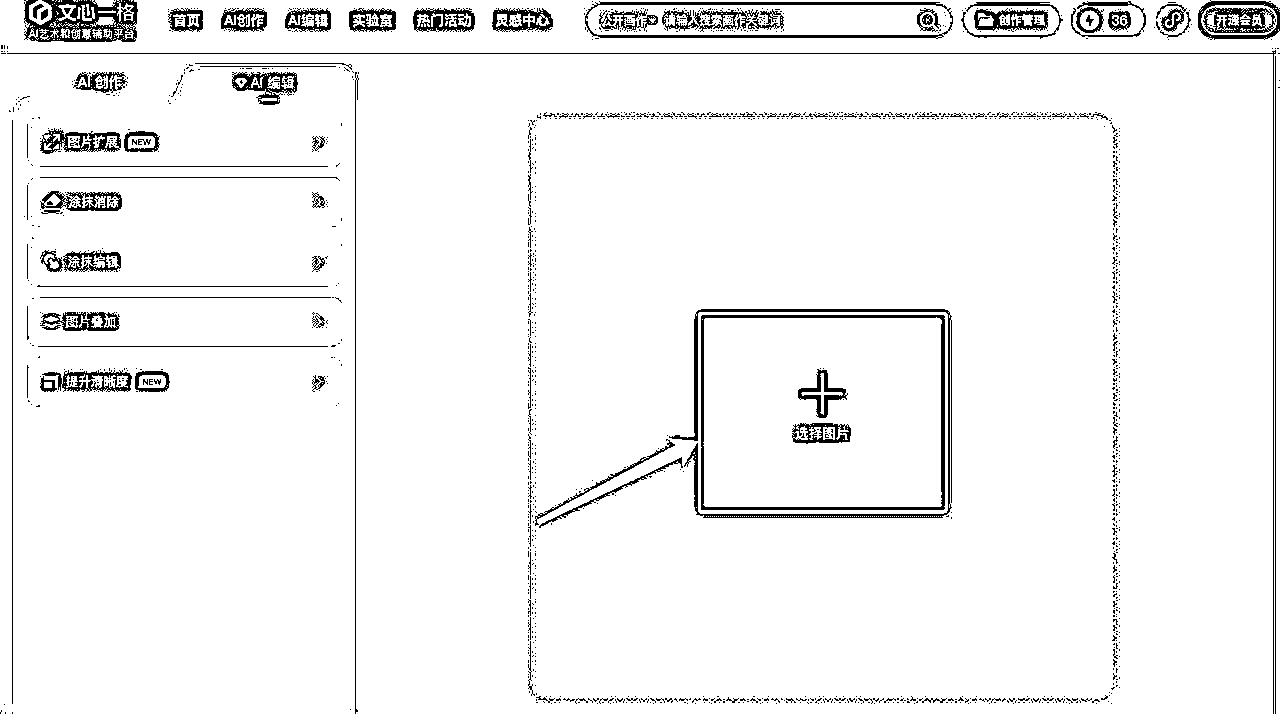 文心一格
AI艺术和创意辅助平台
首页 AI创作 AI编辑 实验室 热门活动 灵感中心
公开画作 请输入搜索画作关键词
创作管理
36
开通会员
AI 创作
AI 编辑
图片扩展 NEW
涂抹消除
涂抹编辑
图片叠加
提升清晰度 NEW
选择图片